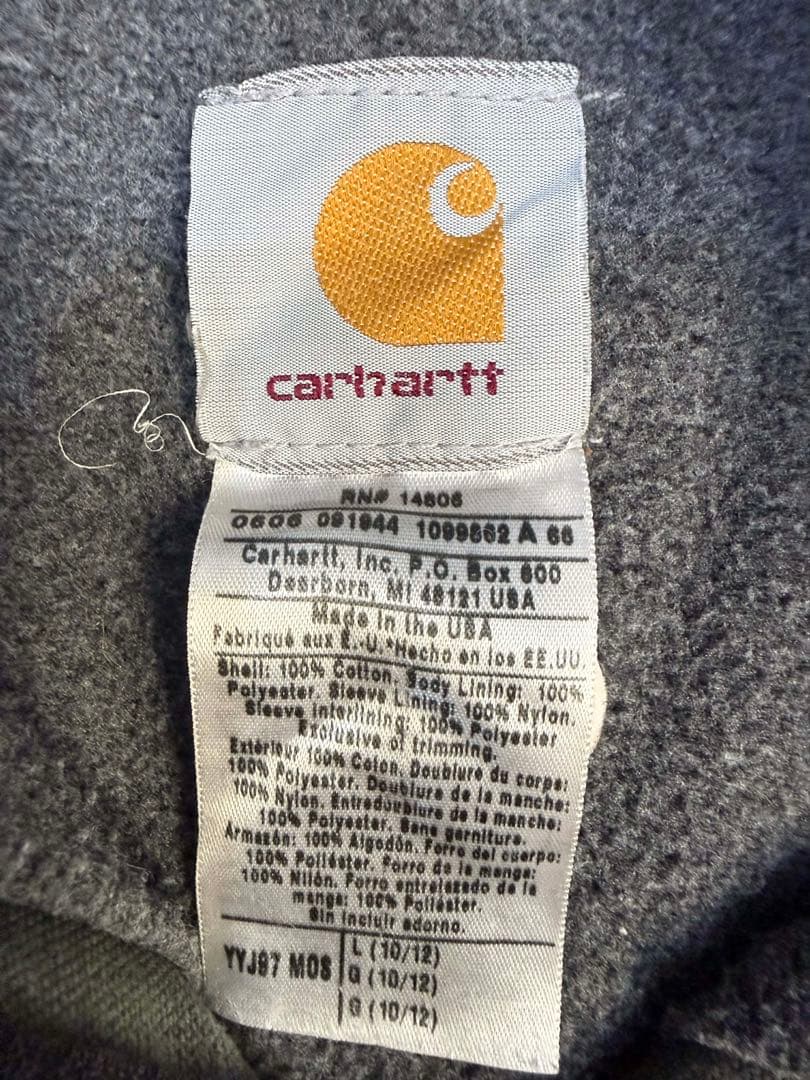 carhartt
RN# 14806
0606 091944 1099862 A 66
Carhartt, Inc. P.O. Box 600
Dearborn, MI 48121 USA
Made in the USA
Fabriqué aux É.-U.*Hecho en los EE.UU.
Shell: 100% Cotton. Body Lining: 100%
Polyester. Sleeve Lining: 100% Nylon.
Sleeve interlining: 100% Polyester
Exclusive of trimming.
Extérieur 100% Coton. Doublure du corps:
100% Polyester. Doublure de la manche:
100% Nylon. Entredoublure de la manche:
100% Polyester. Sans garniture.
Armazón: 100% Algodón. Forro del cuerpo:
100% Poliéster. Forro de la manga:
100% Nilón. Forro entrelazado de la
manga: 100% Poliéster.
Sin incluir adorno.
YYJ97 MOS L (10/12)
G (10/12)
G (10/12)